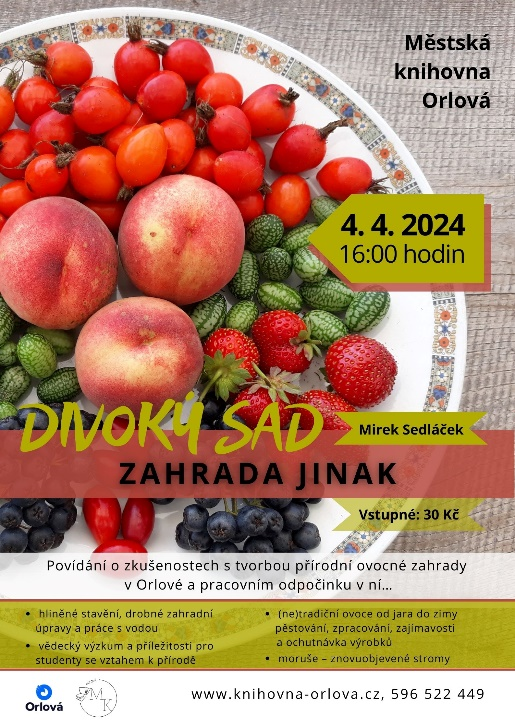 Městská
knihovna
Orlová
4. 4. 2024
16:00 hodin
DIVOKÝ SAD
Mirek Sedláček
ZAHRADA JINAK
Vstupné: 30 Kč
Povídání o zkušenostech s tvorbou přírodní ovocné zahrady
v Orlové a pracovním odpočinku v ní...
• hliněné stavění, drobné zahradní
úpravy a práce s vodou
• vědecký výzkum a příležitosti pro
studenty se vztahem k přírodě
• (ne)tradiční ovoce od jara do zimy
pěstování, zpracování, zajímavosti
a ochutnávka výrobků
• moruše – znovuobjevené stromy
Orlová
MK
www.knihovna-orlova.cz, 596 522 449